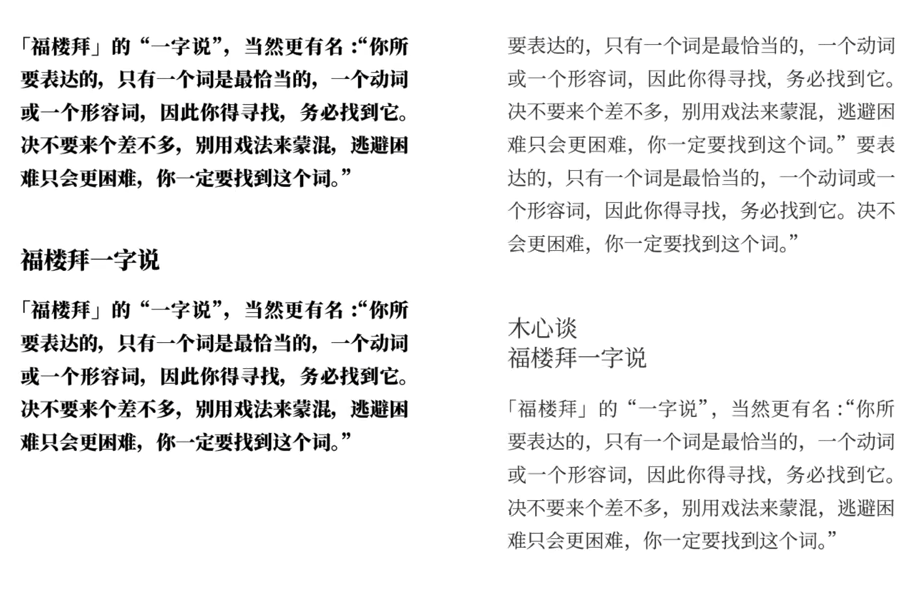 「福楼拜」的“一字说”，当然更有名：“你所
要表达的，只有一个词是最恰当的，一个动词
或一个形容词，因此你得寻找，务必找到它。
决不要来个差不多，别用戏法来蒙混，逃避困
难只会更困难，你一定要找到这个词。”
福楼拜一字说
「福楼拜」的“一字说”，当然更有名：“你所
要表达的，只有一个词是最恰当的，一个动词
或一个形容词，因此你得寻找，务必找到它。
决不要来个差不多，别用戏法来蒙混，逃避困
难只会更困难，你一定要找到这个词。”
要表达的，只有一个词是最恰当的，一个动词
或一个形容词，因此你得寻找，务必找到它。
决不要来个差不多，别用戏法来蒙混，逃避困
难只会更困难，你一定要找到这个词。”要表
达的，只有一个词是最恰当的，一个动词或一
个形容词，因此你得寻找，务必找到它。决不
会更困难，你一定要找到这个词。”
木心谈
福楼拜一字说
「福楼拜」的“一字说”，当然更有名：“你所
要表达的，只有一个词是最恰当的，一个动词
或一个形容词，因此你得寻找，务必找到它。
决不要来个差不多，别用戏法来蒙混，逃避困
难只会更困难，你一定要找到这个词。”